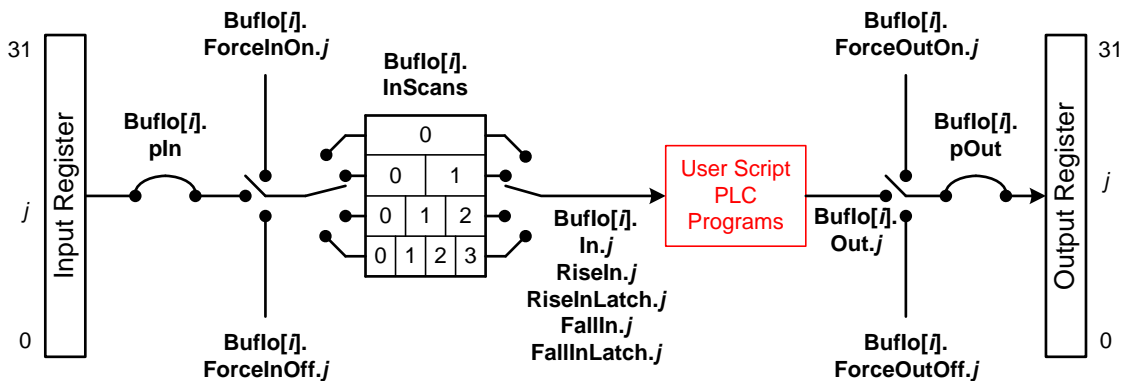 BufIo[i].
ForceInOn.j
BufIo[i].
ForceOutOn.j
31
31
BufIo[i].
InScans
BufIo[i].
pIn
BufIo[i].
pOut
0
0 1
0 1 2
0 1 2 3
Input Register
j
User Script
PLC
Programs
Output Register
j
BufIo[i].
In.j
RiseIn.j
RiseInLatch.j
FallIn.j
FallInLatch.j
BufIo[i].
Out.j
0
0
BufIo[i].
ForceInOff.j
BufIo[i].
ForceOutOff.j